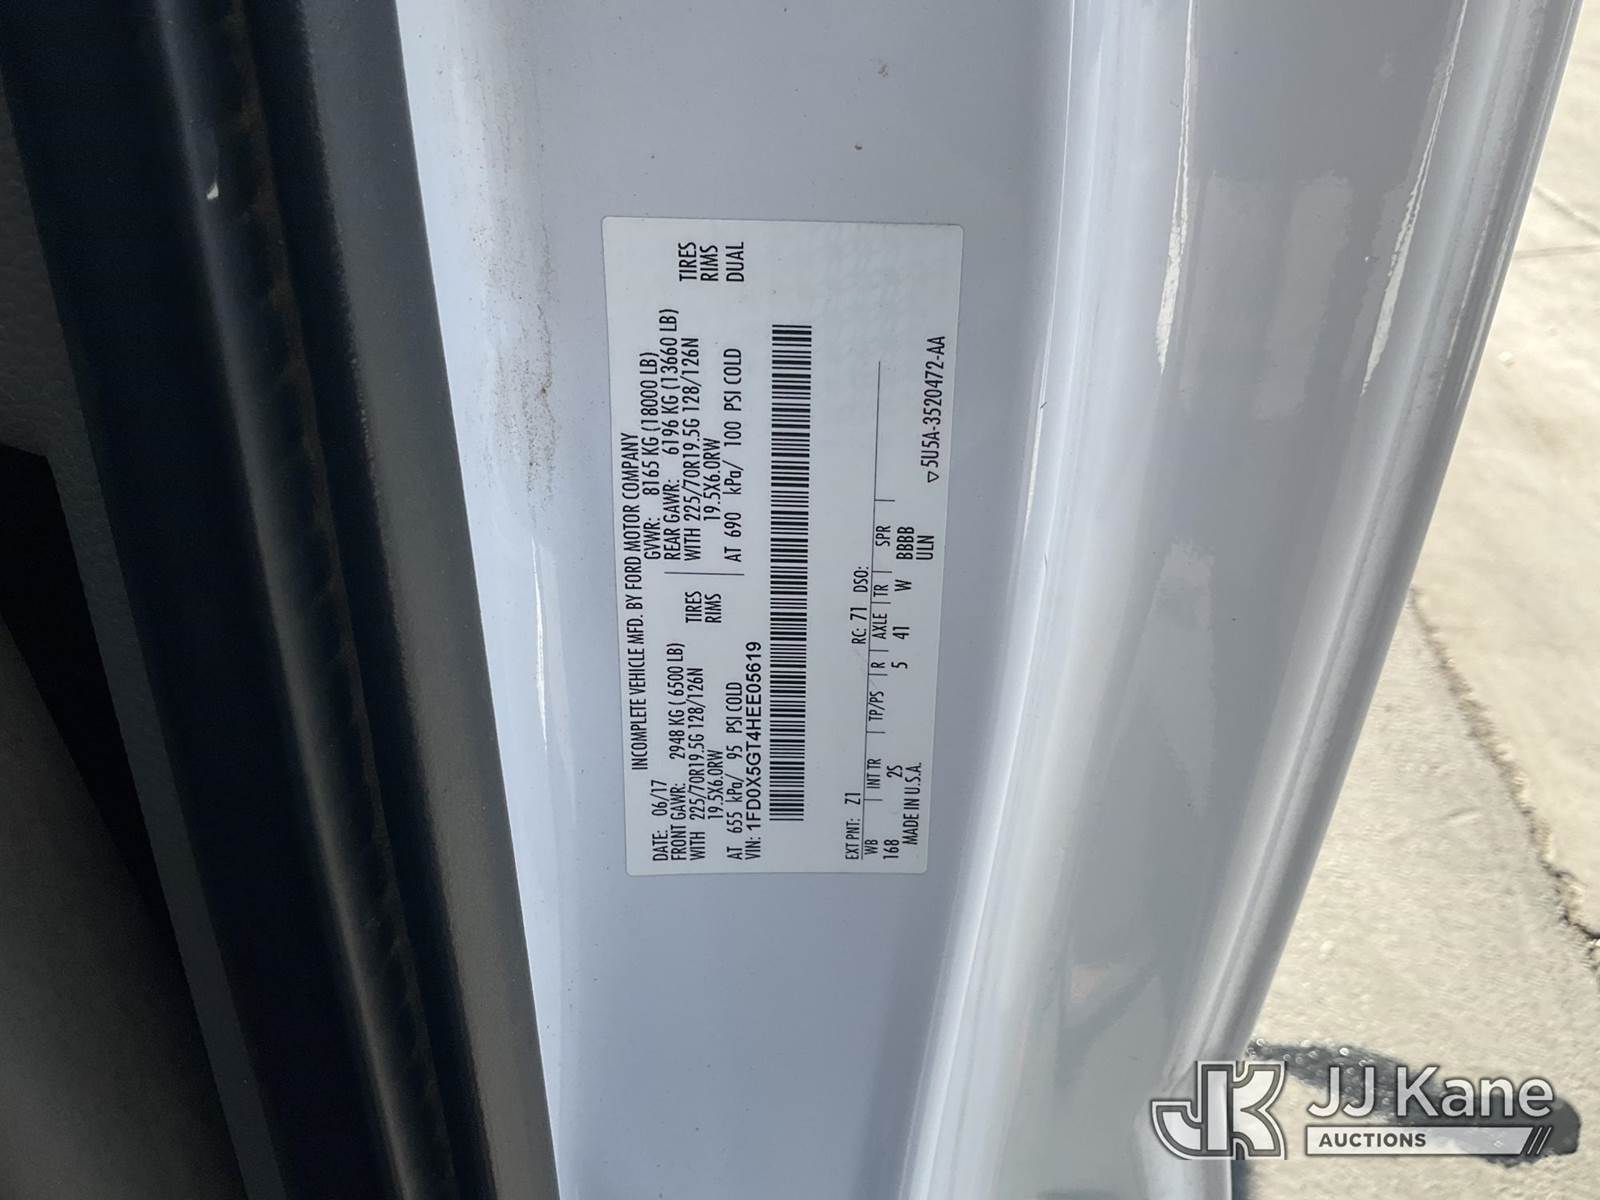 INCOMPLETE VEHICLE MFD. BY FORD MOTOR COMPANY
DATE: 06/17 GVWR: 8165 KG (18000 LB)
FRONT GAWR: 2948 KG (6500 LB) REAR GAWR: 6196 KG (13660 LB)
WITH 225/70R19.5G 128/126N TIRES WITH 225/70R19.5G 128/126N TIRES
19.5X6.0RW RIMS 19.5X6.0RW RIMS
AT 655 kPa/ 95 PSI COLD AT 690 kPa/ 100 PSI COLD DUAL
VIN: 1FD0X5GT4HEE05619
EXT PNT: Z1 RC: 71 DSO:
WB INT TR TP/PS R AXLE TR SPR
168 2S 5 41 W BBBB
MADE IN U.S.A. ULN
▽5U5A-3520472-AA
JK JJ Kane
AUCTIONS